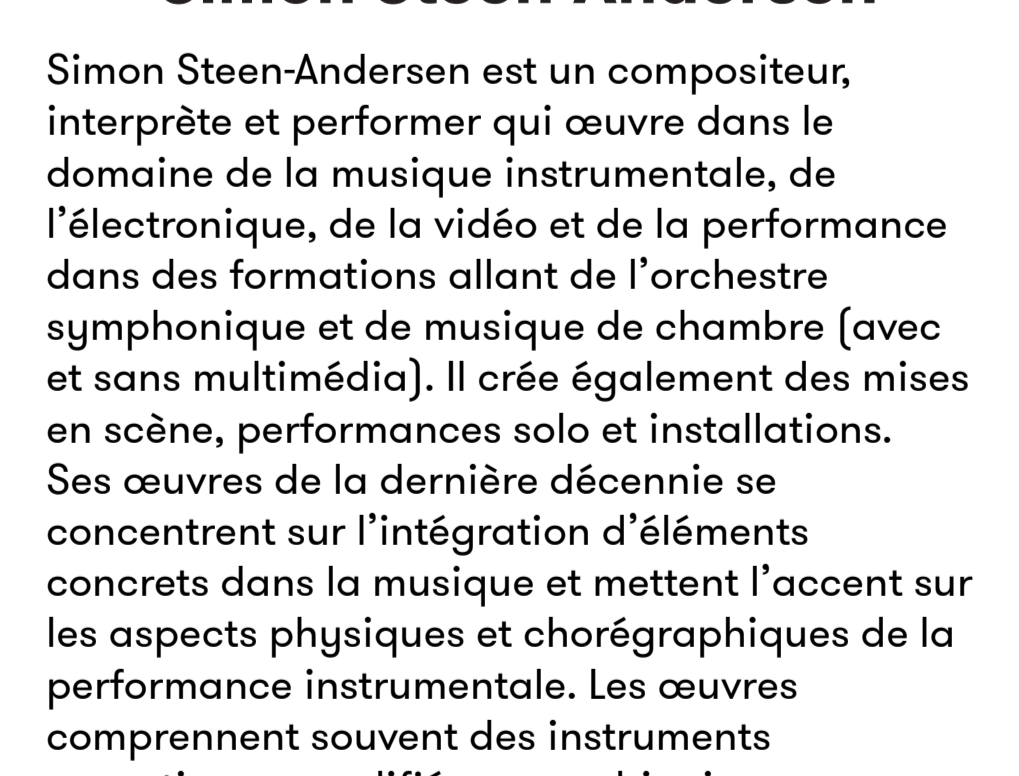 Simon Steen-Andersen
Simon Steen-Andersen est un compositeur,
interprète et performer qui œuvre dans le
domaine de la musique instrumentale, de
l’électronique, de la vidéo et de la performance
dans des formations allant de l’orchestre
symphonique et de musique de chambre (avec
et sans multimédia). Il crée également des mises
en scène, performances solo et installations.
Ses œuvres de la dernière décennie se
concentrent sur l’intégration d’éléments
concrets dans la musique et mettent l’accent sur
les aspects physiques et chorégraphiques de la
performance instrumentale. Les œuvres
comprennent souvent des instruments